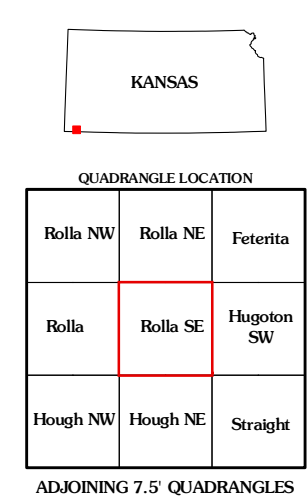 KANSAS
QUADRANGLE LOCATION
Rolla NW
Rolla NE
Feterita
Rolla
Rolla SE
Hugoton
SW
Hough NW
Hough NE
Straight
ADJOINING 7.5' QUADRANGLES